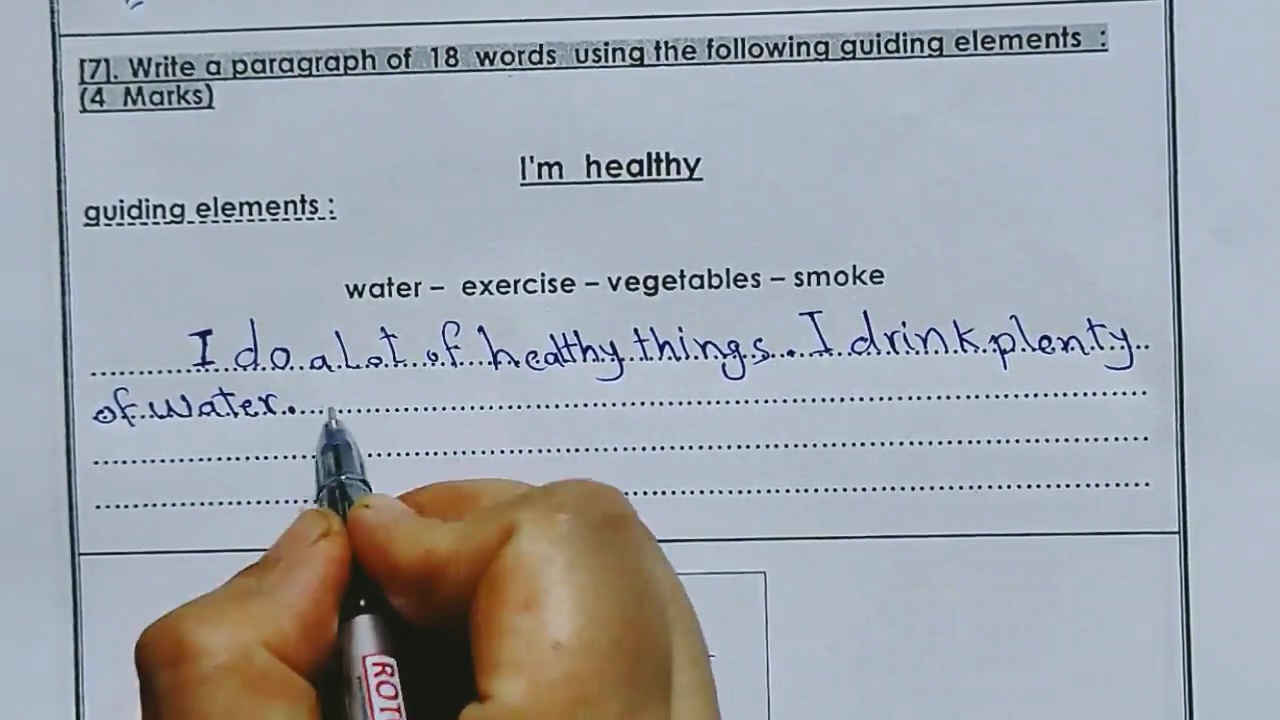 [7]. Write a paragraph of 18 words using the following guiding elements :
(4 Marks)
I'm healthy
guiding elements :
water – exercise – vegetables – smoke
I do a Lot of healthy things. I drink plenty
of water.
ROT